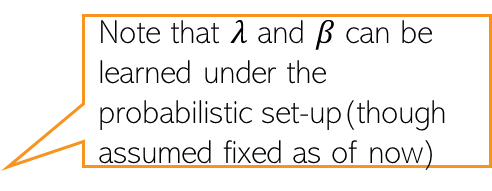 Note that λ and β can be
learned under the
probabilistic set-up (though
assumed fixed as of now)